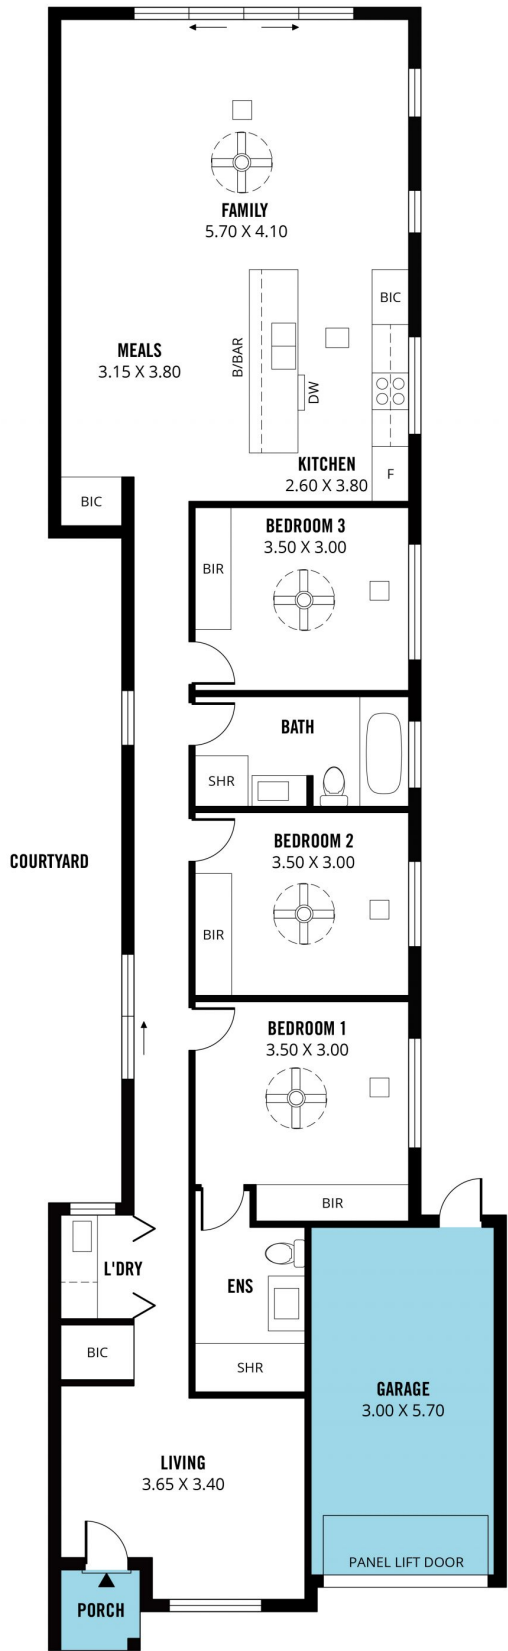 FAMILY
5.70 X 4.10
BIC
MEALS
3.15 X 3.80
B/BAR
DW
KITCHEN
2.60 X 3.80
F
BIC
BEDROOM 3
3.50 X 3.00
BIR
BATH
SHR
BEDROOM 2
3.50 X 3.00
COURTYARD
BIR
BEDROOM 1
3.50 X 3.00
BIR
L'DRY
ENS
BIC
SHR
GARAGE
3.00 X 5.70
LIVING
3.65 X 3.40
PANEL LIFT DOOR
PORCH